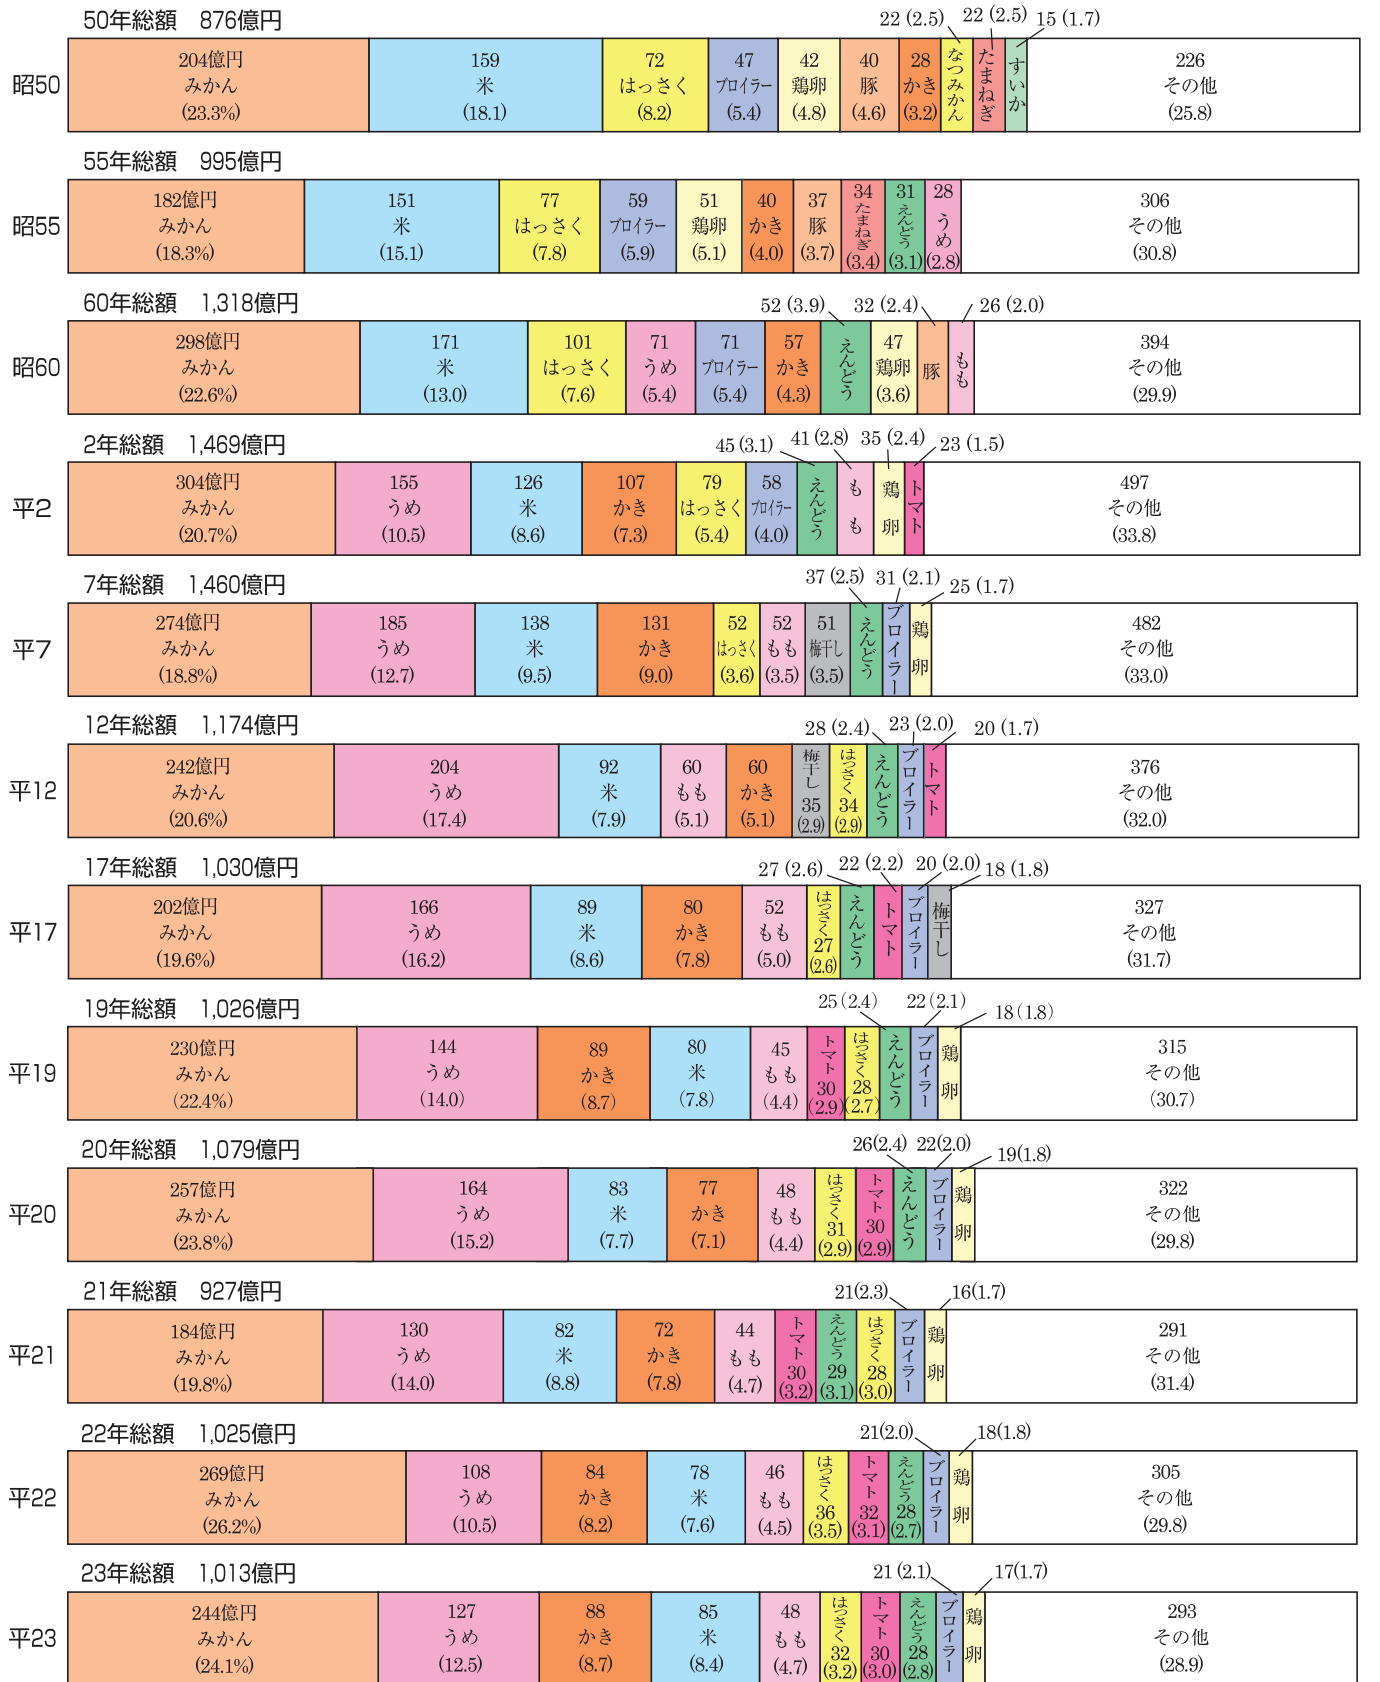 50年総額 876億円
22 (2.5) 22 (2.5) 15 (1.7)
昭50
204億円 みかん (23.3%)
159 米 (18.1)
72 はっさく (8.2)
47 ブロイラー (5.4)
42 鶏卵 (4.8)
40 豚 (4.6)
28 かき (3.2)
なつみかん
たまねぎ
すいか
226 その他 (25.8)
55年総額 995億円
昭55
182億円 みかん (18.3%)
151 米 (15.1)
77 はっさく (7.8)
59 ブロイラー (5.9)
51 鶏卵 (5.1)
40 かき (4.0)
37 豚 (3.7)
34 たまねぎ (3.4)
31 えんどう (3.1)
28 うめ (2.8)
306 その他 (30.8)
60年総額 1,318億円
52 (3.9) 32 (2.4) 26 (2.0)
昭60
298億円 みかん (22.6%)
171 米 (13.0)
101 はっさく (7.6)
71 うめ (5.4)
71 ブロイラー (5.4)
57 かき (4.3)
えんどう
47 鶏卵 (3.6)
豚
もも
394 その他 (29.9)
2年総額 1,469億円
45 (3.1) 41 (2.8) 35 (2.4) 23 (1.5)
平2
304億円 みかん (20.7%)
155 うめ (10.5)
126 米 (8.6)
107 かき (7.3)
79 はっさく (5.4)
58 ブロイラー (4.0)
えんどう
もも
鶏卵
トマト
497 その他 (33.8)
7年総額 1,460億円
37 (2.5) 31 (2.1) 25 (1.7)
平7
274億円 みかん (18.8%)
185 うめ (12.7)
138 米 (9.5)
131 かき (9.0)
52 はっさく (3.6)
52 もも (3.5)
51 梅干し (3.5)
えんどう
ブロイラー
鶏卵
482 その他 (33.0)
12年総額 1,174億円
28 (2.4) 23 (2.0) 20 (1.7)
平12
242億円 みかん (20.6%)
204 うめ (17.4)
92 米 (7.9)
60 もも (5.1)
60 かき (5.1)
梅干し 35 (2.9)
はっさく 34 (2.9)
えんどう
ブロイラー
トマト
376 その他 (32.0)
17年総額 1,030億円
27 (2.6) 22 (2.2) 20 (2.0) 18 (1.8)
平17
202億円 みかん (19.6%)
166 うめ (16.2)
89 米 (8.6)
80 かき (7.8)
52 もも (5.0)
はっさく 27 (2.6)
えんどう
トマト
ブロイラー
梅干し
327 その他 (31.7)
19年総額 1,026億円
25 (2.4) 22 (2.1) 18 (1.8)
平19
230億円 みかん (22.4%)
144 うめ (14.0)
89 かき (8.7)
80 米 (7.8)
45 もも (4.4)
トマト 30 (2.9)
はっさく 28 (2.7)
えんどう
ブロイラー
鶏卵
315 その他 (30.7)
20年総額 1,079億円
26(2.4) 22(2.0) 19(1.8)
平20
257億円 みかん (23.8%)
164 うめ (15.2)
83 米 (7.7)
77 かき (7.1)
48 もも (4.4)
はっさく 31 (2.9)
トマト 30 (2.9)
えんどう
ブロイラー
鶏卵
322 その他 (29.8)
21年総額 927億円
21(2.3) 16(1.7)
平21
184億円 みかん (19.8%)
130 うめ (14.0)
82 米 (8.8)
72 かき (7.8)
44 もも (4.7)
トマト 30 (3.2)
えんどう 29 (3.1)
はっさく 28 (3.0)
ブロイラー
鶏卵
291 その他 (31.4)
22年総額 1,025億円
21(2.0) 18(1.8)
平22
269億円 みかん (26.2%)
108 うめ (10.5)
84 かき (8.2)
78 米 (7.6)
46 もも (4.5)
はっさく 36 (3.5)
トマト 32 (3.1)
えんどう 28 (2.7)
ブロイラー
鶏卵
305 その他 (29.8)
23年総額 1,013億円
21 (2.1) 17(1.7)
平23
244億円 みかん (24.1%)
127 うめ (12.5)
88 かき (8.7)
85 米 (8.4)
48 もも (4.7)
はっさく 32 (3.2)
トマト 30 (3.0)
えんどう 28 (2.8)
ブロイラー
鶏卵
293 その他 (28.9)